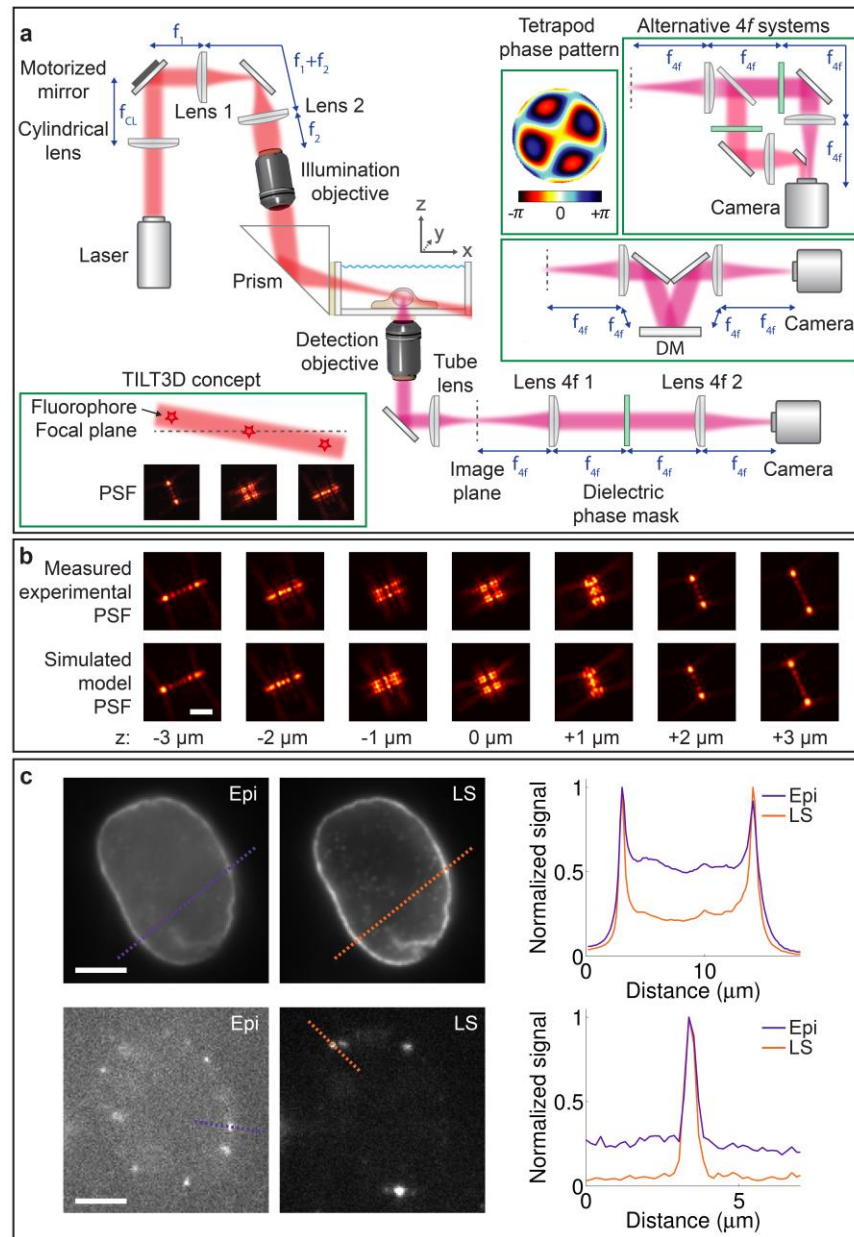 a
f1
Motorized
mirror
Lens 1
f1+f2
fCL
Cylindrical
lens
Lens 2
f2
Illumination
objective
Laser
Prism
z
y
x
Detection
objective
Tube
lens
Tetrapod
phase pattern
-π 0 +π
Alternative 4f systems
f4f
f4f
f4f
f4f
Camera
f4f
f4f
f4f
f4f
DM
Camera
TILT3D concept
Fluorophore
Focal plane
PSF
Lens 4f 1
Lens 4f 2
Image
plane
f4f
f4f
f4f
f4f
Dielectric
phase mask
Camera
b
Measured
experimental
PSF
Simulated
model
PSF
z: -3 µm -2 µm -1 µm 0 µm +1 µm +2 µm +3 µm
c
Epi
LS
Normalized signal
1
0.5
0
0 10
Distance (µm)
Epi
LS
Epi
LS
Normalized signal
1
0.5
0
0 5
Distance (µm)
Epi
LS